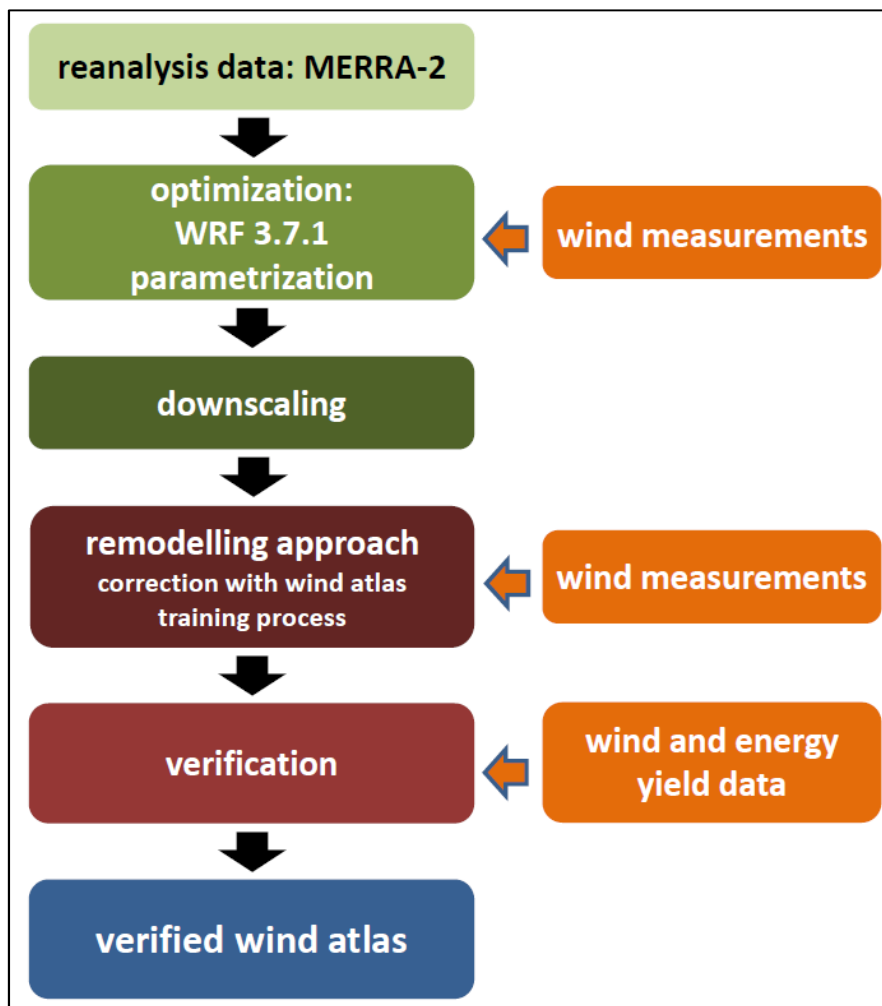 reanalysis data: MERRA-2
optimization:
WRF 3.7.1
parametrization
wind measurements
downscaling
remodelling approach
correction with wind atlas
training process
wind measurements
verification
wind and energy
yield data
verified wind atlas